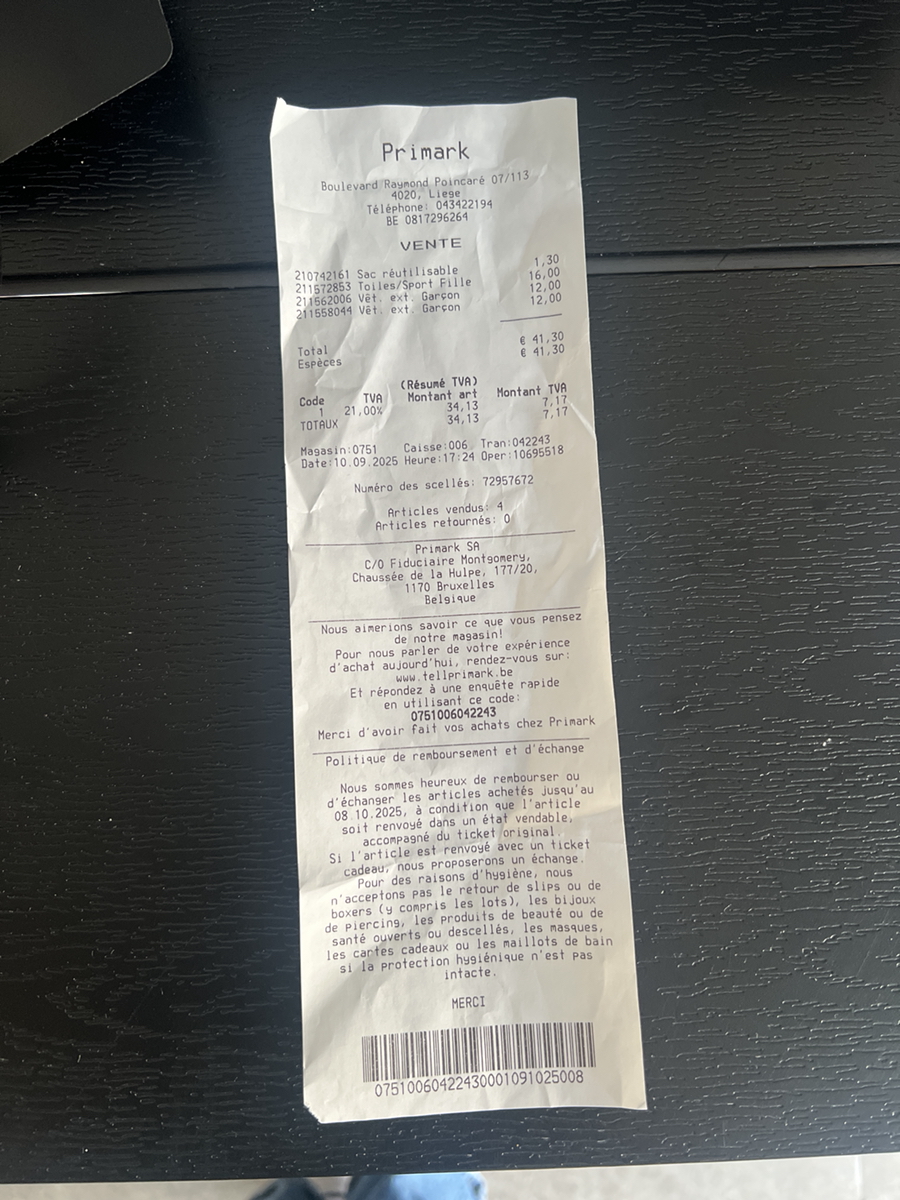 Primark
Boulevard Raymond Poincaré 07/113
4020, Liege
Téléphone: 043422194
BE 0817296264
VENTE
210742161 Sac réutilisable 1,30
211572853 Toiles/Sport Fille 16,00
211562006 Vêt. ext. Garçon 12,00
211558044 Vêt. ext. Garçon 12,00
Total € 41,30
Espèces € 41,30
(Résumé TVA)
Code TVA Montant art Montant TVA
1 21,00% 34,13 7,17
TOTAUX 34,13 7,17
Magasin:0751 Caisse:006 Tran:042243
Date:10.09.2025 Heure:17:24 Oper:10695518
Numéro des scellés: 72957672
Articles vendus: 4
Articles retournés: 0
Primark SA
C/O Fiduciaire Montgomery,
Chaussée de la Hulpe, 177/20,
1170 Bruxelles
Belgique
Nous aimerions savoir ce que vous pensez
de notre magasin!
Pour nous parler de votre expérience
d'achat aujourd'hui, rendez-vous sur:
www.tellprimark.be
Et répondez à une enquête rapide
en utilisant ce code:
0751006042243
Merci d'avoir fait vos achats chez Primark
Politique de remboursement et d'échange
Nous sommes heureux de rembourser ou
d'échanger les articles achetés jusqu'au
08.10.2025, à condition que l'article
soit renvoyé dans un état vendable,
accompagné du ticket original.
Si l'article est renvoyé avec un ticket
cadeau, nous proposerons un échange.
Pour des raisons d'hygiène, nous
n'acceptons pas le retour de slips ou de
boxers (y compris les lots), les bijoux
de piercing, les produits de beauté ou de
santé ouverts ou descellés, les masques,
les cartes cadeaux ou les maillots de bain
si la protection hygiénique n'est pas
intacte.
MERCI
07510060422430001091025008